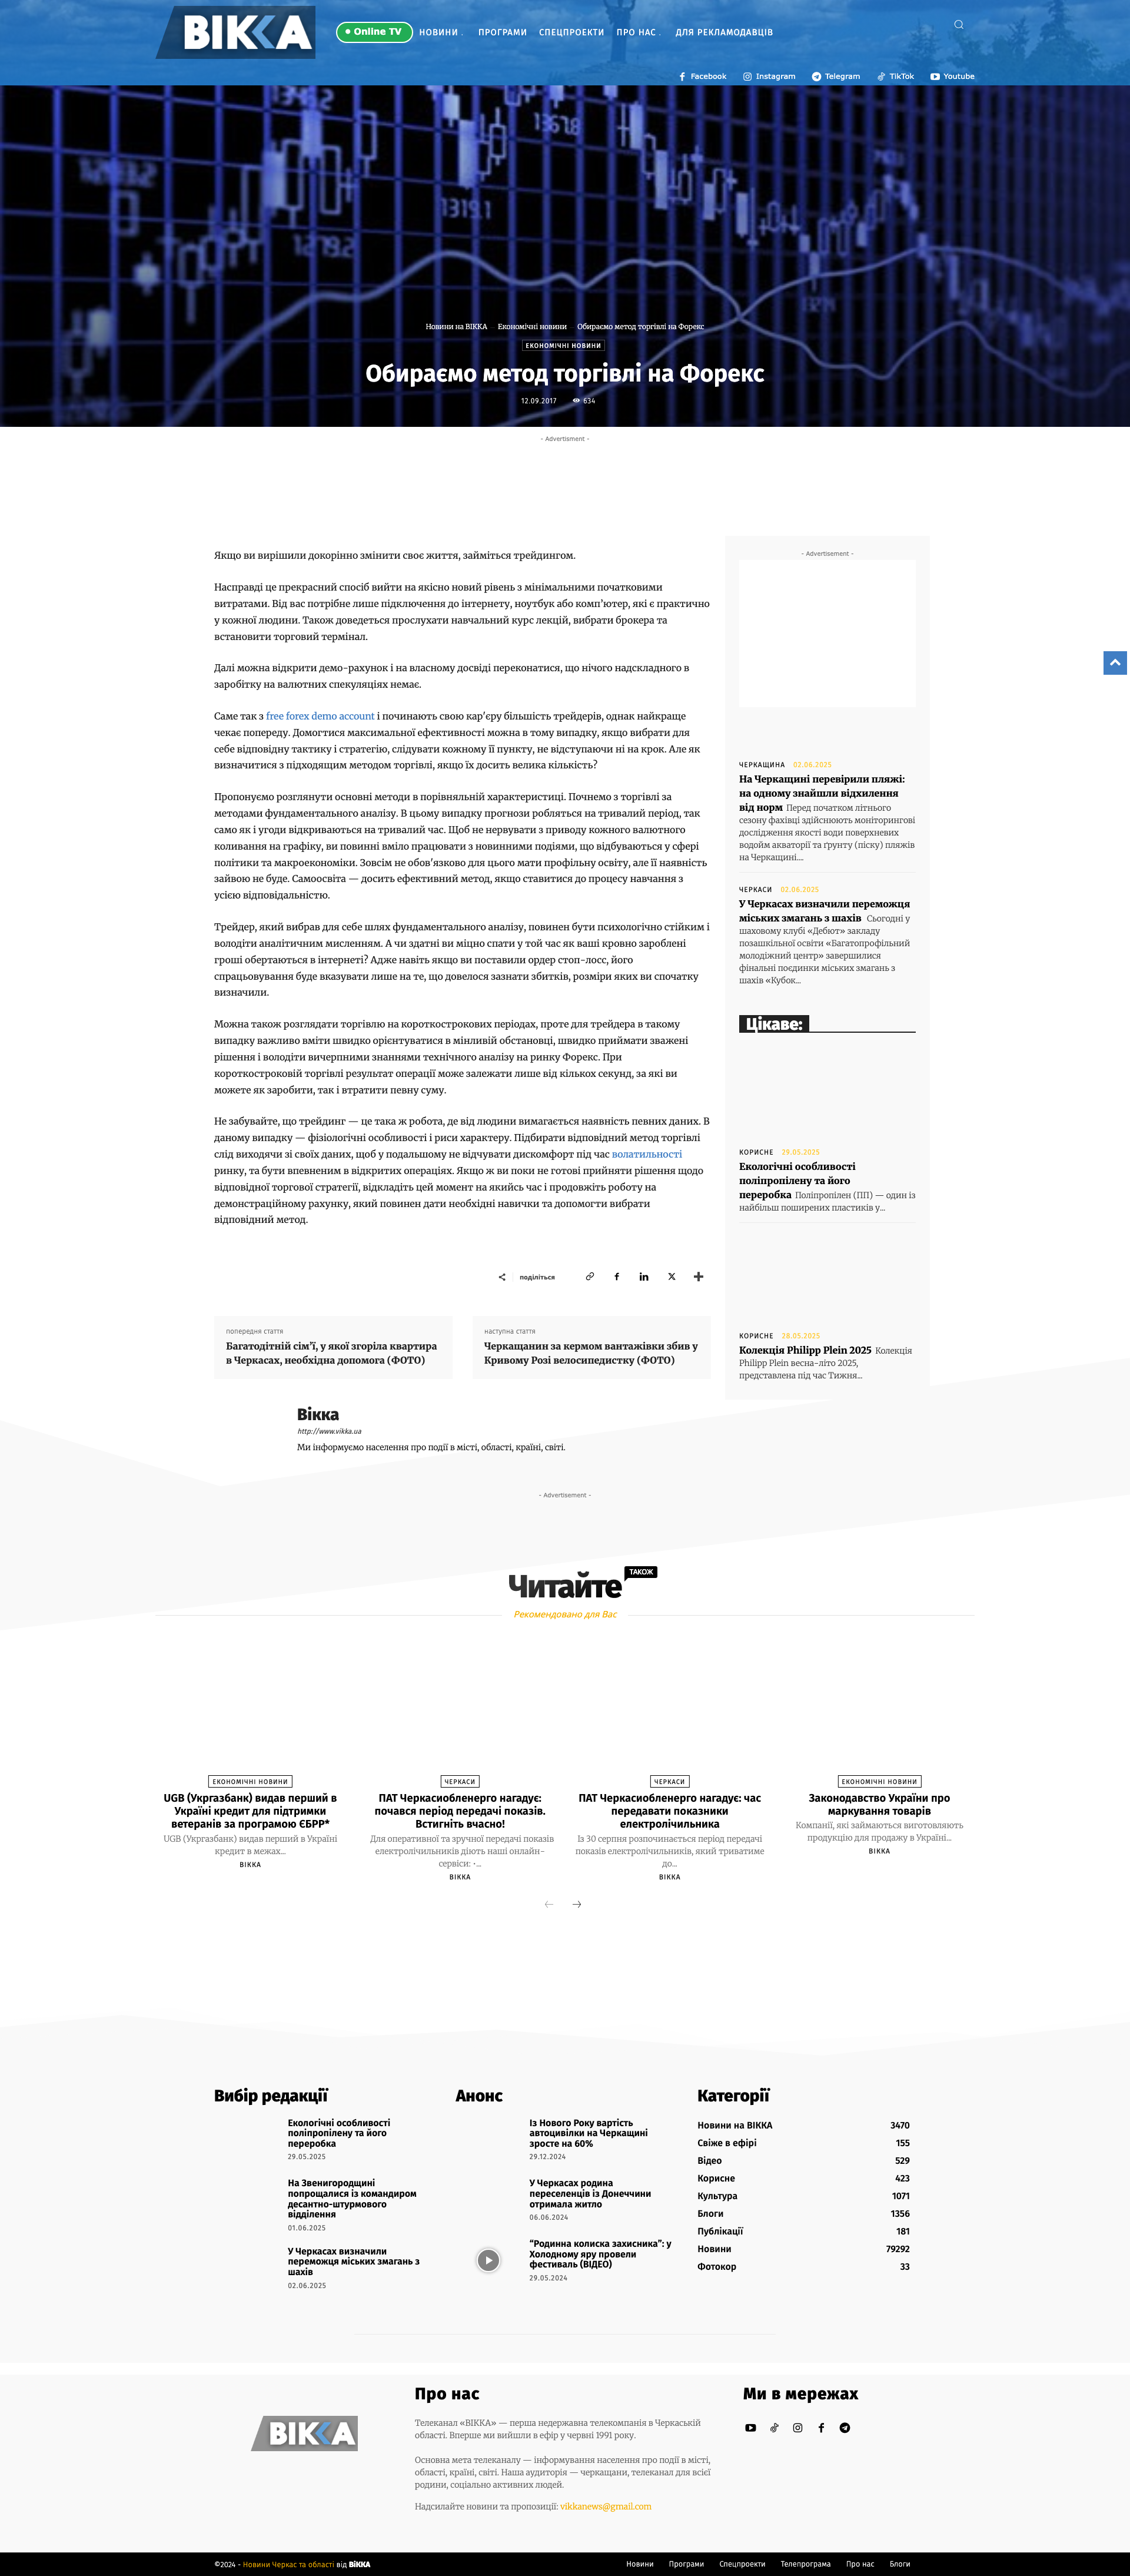 ВІККА
Online TV
НОВИНИ
ПРОГРАМИ
СПЕЦПРОЕКТИ
ПРО НАС
ДЛЯ РЕКЛАМОДАВЦІВ
Facebook
Instagram
Telegram
TikTok
Youtube
Новини на ВІККА
Економічні новини
Обираємо метод торгівлі на Форекс
ЕКОНОМІЧНІ НОВИНИ
Обираємо метод торгівлі на Форекс
12.09.2017
634
- Advertisment -
Якщо ви вирішили докорінно змінити своє життя, займіться трейдингом.
Насправді це прекрасний спосіб вийти на якісно новий рівень з мінімальними початковими
витратами. Від вас потрібне лише підключення до інтернету, ноутбук або комп'ютер, які є практично
у кожної людини. Також доведеться прослухати навчальний курс лекцій, вибрати брокера та
встановити торговий термінал.
Далі можна відкрити демо-рахунок і на власному досвіді переконатися, що нічого надскладного в
заробітку на валютних спекуляціях немає.
Саме так з free forex demo account і починають свою кар'єру більшість трейдерів, однак найкраще
чекає попереду. Домогтися максимальної ефективності можна в тому випадку, якщо вибрати для
себе відповідну тактику і стратегію, слідувати кожному її пункту, не відступаючи ні на крок. Але як
визначитися з підходящим методом торгівлі, якщо їх досить велика кількість?
Пропонуємо розглянути основні методи в порівняльній характеристиці. Почнемо з торгівлі за
методами фундаментального аналізу. В цьому випадку прогнози робляться на тривалий період, так
само як і угоди відкриваються на тривалий час. Щоб не нервувати з приводу кожного валютного
коливання на графіку, ви повинні вміло працювати з новинними подіями, що відбуваються у сфері
політики та макроекономіки. Зовсім не обов'язково для цього мати профільну освіту, але її наявність
зайвою не буде. Самоосвіта — досить ефективний метод, якщо ставитися до процесу навчання з
усією відповідальністю.
Трейдер, який вибрав для себе шлях фундаментального аналізу, повинен бути психологічно стійким і
володіти аналітичним мисленням. А чи здатні ви міцно спати у той час як ваші кровно зароблені
гроші обертаються в інтернеті? Адже навіть якщо ви поставили ордер стоп-лосс, його
спрацьовування буде вказувати лише на те, що довелося зазнати збитків, розміри яких ви спочатку
визначили.
Можна також розглядати торгівлю на короткострокових періодах, проте для трейдера в такому
випадку важливо вміти швидко орієнтуватися в мінливій обстановці, швидко приймати зважені
рішення і володіти вичерпними знаннями технічного аналізу на ринку Форекс. При
короткостроковій торгівлі результат операції може залежати лише від кількох секунд, за які ви
можете як заробити, так і втратити певну суму.
Не забувайте, що трейдинг — це така ж робота, де від людини вимагається наявність певних даних. В
даному випадку — фізіологічні особливості і риси характеру. Підбирати відповідний метод торгівлі
слід виходячи зі своїх даних, щоб у подальшому не відчувати дискомфорт під час волатильності
ринку, та бути впевненим в відкритих операціях. Якщо ж ви поки не готові прийняти рішення щодо
відповідної торгової стратегії, відкладіть цей момент на якийсь час і продовжіть роботу на
демонстраційному рахунку, який повинен дати необхідні навички та допомогти вибрати
відповідний метод.
поділіться
попередня стаття
Багатодітній сім'ї, у якої згоріла квартира
в Черкасах, необхідна допомога (ФОТО)
наступна стаття
Черкащанин за кермом вантажівки збив у
Кривому Розі велосипедистку (ФОТО)
Вікка
http://www.vikka.ua
Ми інформуємо населення про події в місті, області, країні, світі.
- Advertisement -
ЧЕРКАЩИНА 02.06.2025
На Черкащині перевірили пляжі:
на одному знайшли відхилення
від норм Перед початком літнього
сезону фахівці здійснюють моніторингові
дослідження якості води поверхневих
водойм акваторії та ґрунту (піску) пляжів
на Черкащині....
ЧЕРКАСИ 02.06.2025
У Черкасах визначили переможця
міських змагань з шахів Сьогодні у
шаховому клубі «Дебют» закладу
позашкільної освіти «Багатопрофільний
молодіжний центр» завершилися
фінальні поєдинки міських змагань з
шахів «Кубок...
Цікаве:
КОРИСНЕ 29.05.2025
Екологічні особливості
поліпропілену та його
переробка Поліпропілен (ПП) — один із
найбільш поширених пластиків у...
КОРИСНЕ 28.05.2025
Колекція Philipp Plein 2025 Колекція
Philipp Plein весна-літо 2025,
представлена під час Тижня...
- Advertisement -
Читайте
ТАКОЖ
Рекомендовано для Вас
ЕКОНОМІЧНІ НОВИНИ
UGB (Укргазбанк) видав перший в
Україні кредит для підтримки
ветеранів за програмою ЄБРР*
UGB (Укргазбанк) видав перший в Україні
кредит в межах...
ВІККА
ЧЕРКАСИ
ПАТ Черкасиобленерго нагадує:
почався період передачі показів.
Встигніть вчасно!
Для оперативної та зручної передачі показів
електролічильників діють наші онлайн-
сервіси: •...
ВІККА
ЧЕРКАСИ
ПАТ Черкасиобленерго нагадує: час
передавати показники
електролічильника
Із 30 серпня розпочинається період передачі
показів електролічильників, який триватиме
до...
ВІККА
ЕКОНОМІЧНІ НОВИНИ
Законодавство України про
маркування товарів
Компанії, які займаються виготовляють
продукцію для продажу в Україні...
ВІККА
Вибір редакції
Екологічні особливості
поліпропілену та його
переробка
29.05.2025
На Звенигородщині
попрощалися із командиром
десантно-штурмового
відділення
01.06.2025
У Черкасах визначили
переможця міських змагань з
шахів
02.06.2025
Анонс
Із Нового Року вартість
автоцивілки на Черкащині
зросте на 60%
29.12.2024
У Черкасах родина
переселенців із Донеччини
отримала житло
06.06.2024
“Родинна колиска захисника”: у
Холодному яру провели
фестиваль (ВІДЕО)
29.05.2024
Категорії
Новини на ВІККА 3470
Свіже в ефірі 155
Відео 529
Корисне 423
Культура 1071
Блоги 1356
Публікації 181
Новини 79292
Фотокор 33
ВІККА
Про нас
Телеканал «ВІККА» — перша недержавна телекомпанія в Черкаській
області. Вперше ми вийшли в ефір у червні 1991 року.
Основна мета телеканалу — інформування населення про події в місті,
області, країні, світі. Наша аудиторія — черкащани, телеканал для всієї
родини, соціально активних людей.
Надсилайте новини та пропозиції: vikkanews@gmail.com
Ми в мережах
©2024 - Новини Черкас та області від ВІККА
Новини
Програми
Спецпроекти
Телепрограма
Про нас
Блоги